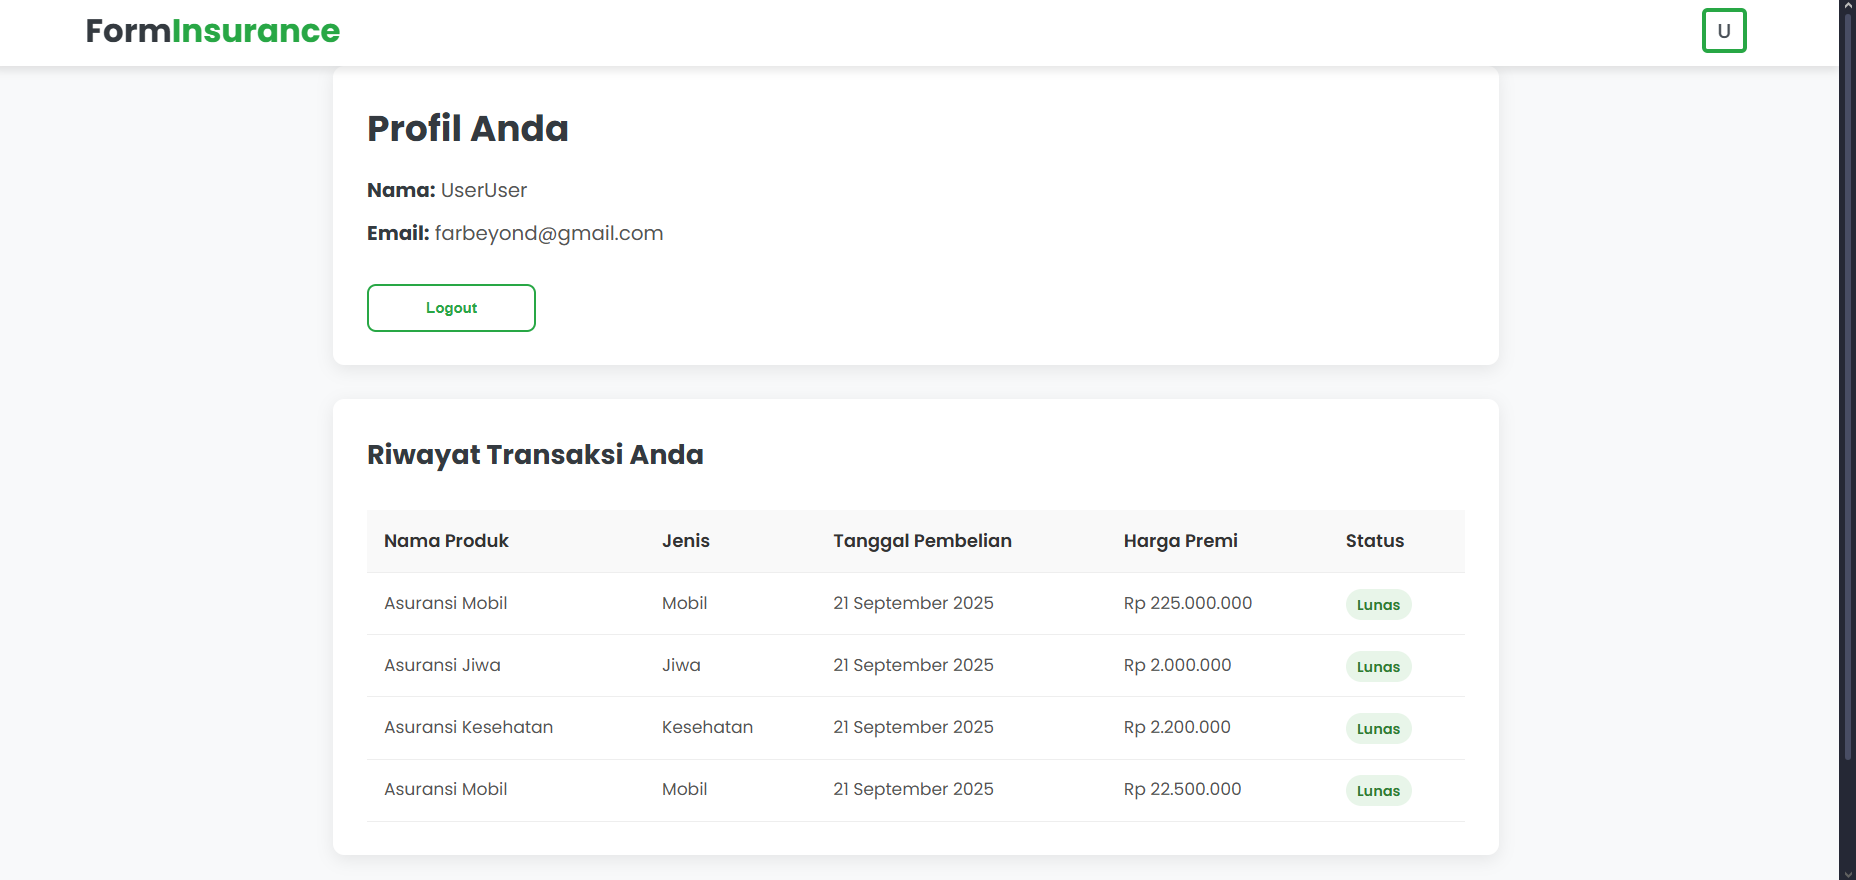 FormInsurance
U
Profil Anda
Nama: UserUser
Email: farbeyond@gmail.com
Logout
Riwayat Transaksi Anda
Nama Produk Jenis Tanggal Pembelian Harga Premi Status
Asuransi Mobil Mobil 21 September 2025 Rp 225.000.000 Lunas
Asuransi Jiwa Jiwa 21 September 2025 Rp 2.000.000 Lunas
Asuransi Kesehatan Kesehatan 21 September 2025 Rp 2.200.000 Lunas
Asuransi Mobil Mobil 21 September 2025 Rp 22.500.000 Lunas